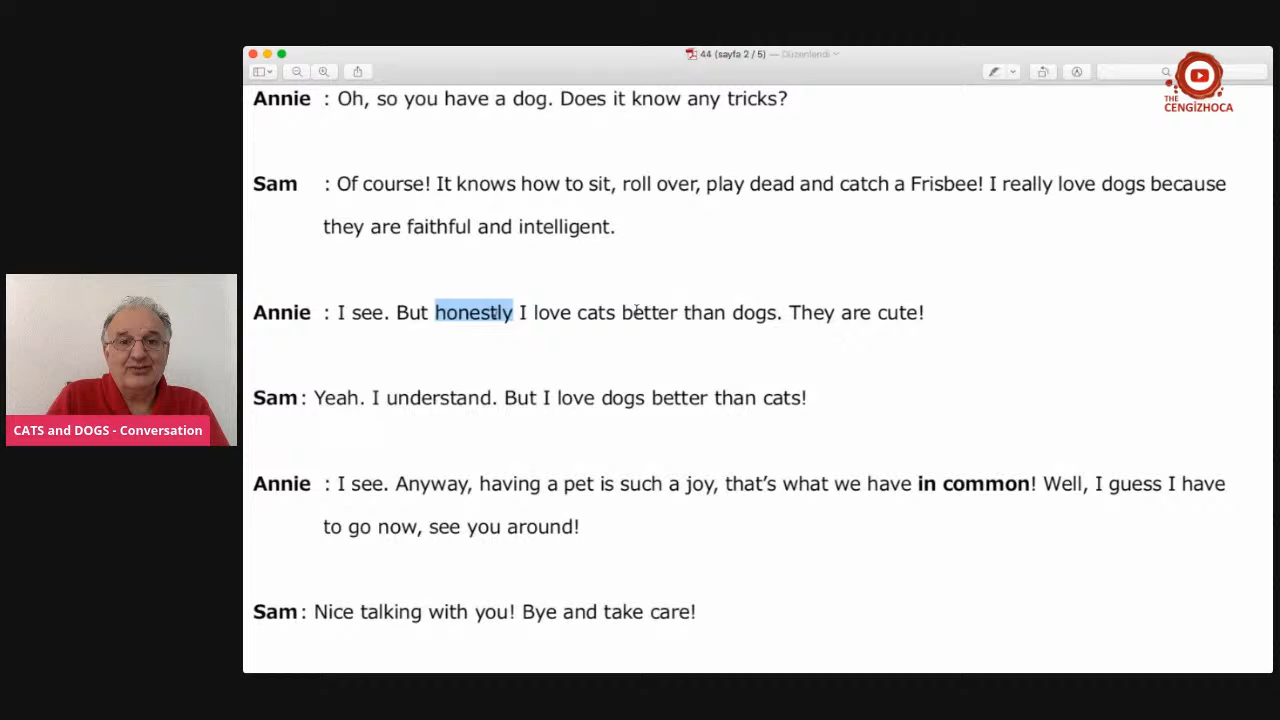 44 (sayfa 2 / 5) — Düzenlendi
THE
CENGİZHOCA
Annie : Oh, so you have a dog. Does it know any tricks?
Sam : Of course! It knows how to sit, roll over, play dead and catch a Frisbee! I really love dogs because
they are faithful and intelligent.
Annie : I see. But honestly I love cats better than dogs. They are cute!
Sam : Yeah. I understand. But I love dogs better than cats!
Annie : I see. Anyway, having a pet is such a joy, that’s what we have in common! Well, I guess I have
to go now, see you around!
Sam : Nice talking with you! Bye and take care!
CATS and DOGS - Conversation